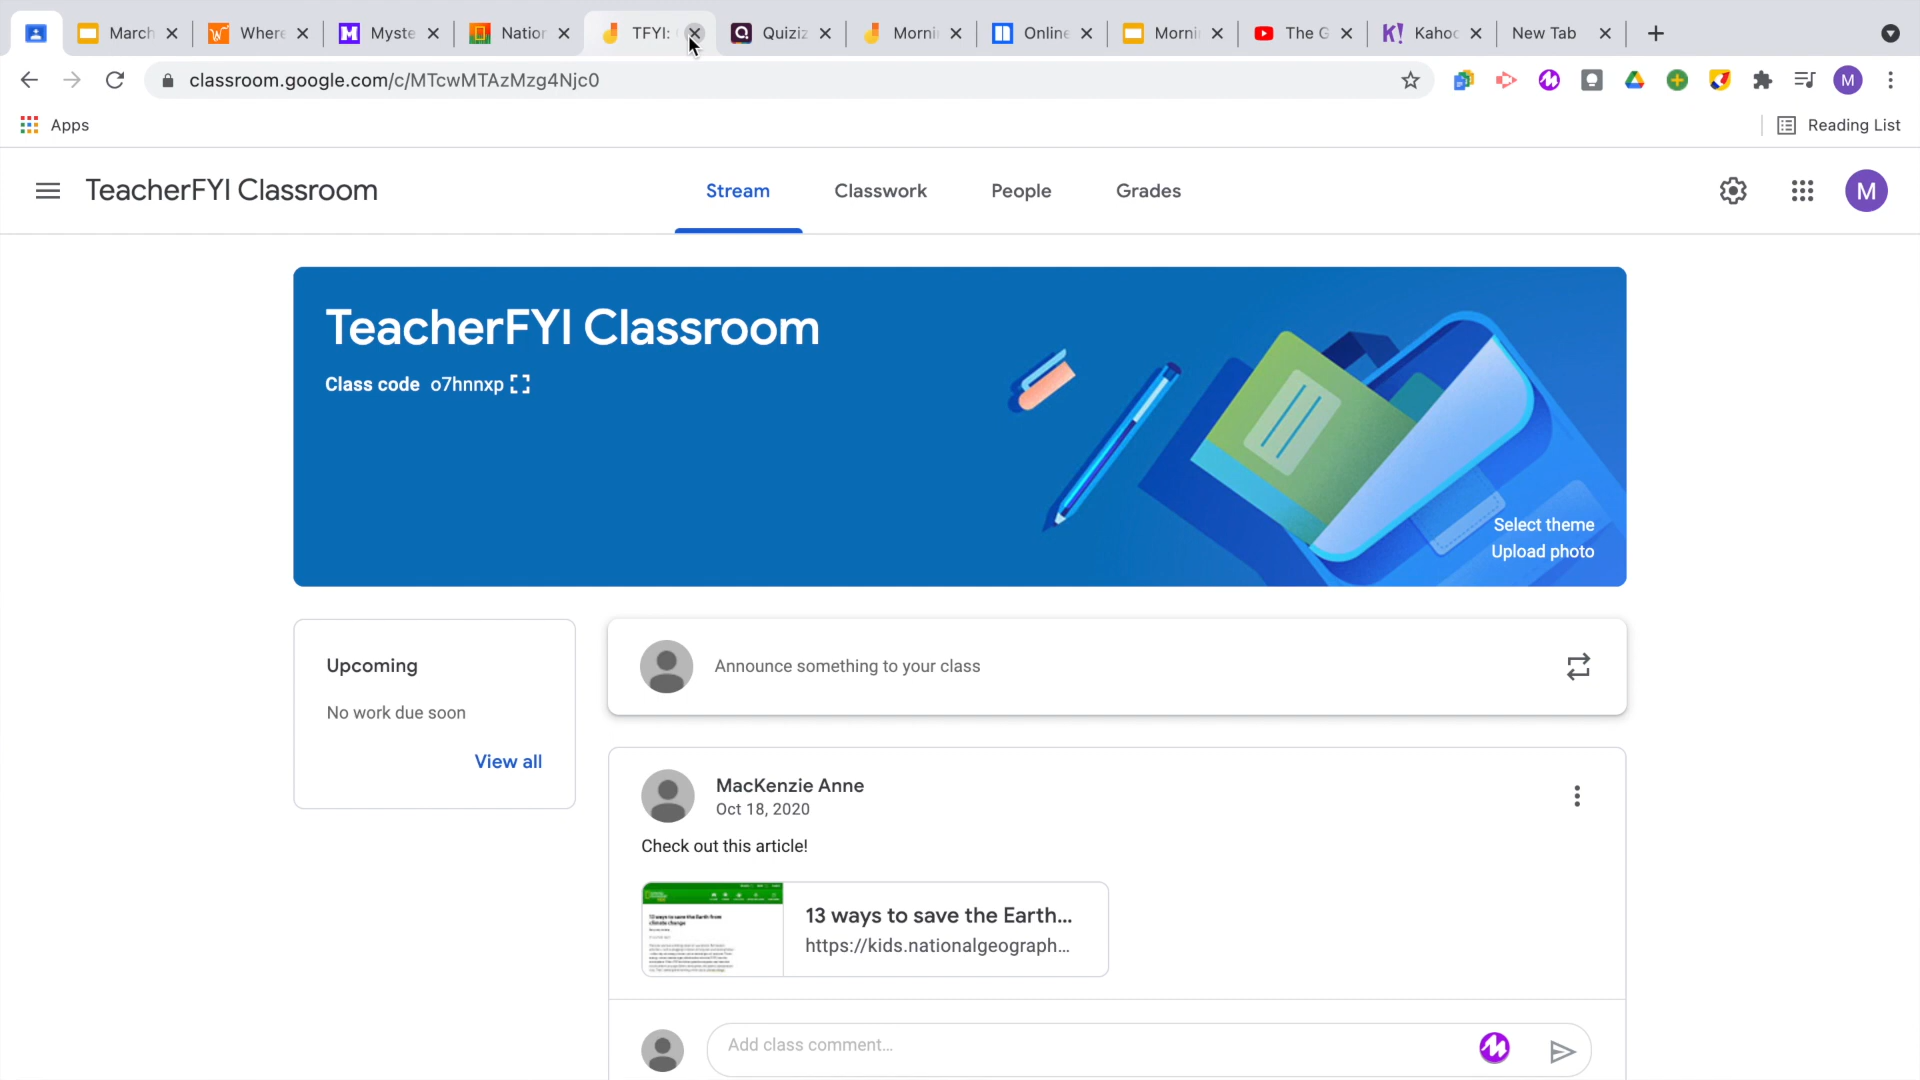 March
Where
Myste
Nation
TFYI:
Quiziz
Morni
Online
Morni
The G
Kahoo
New Tab
classroom.google.com/c/MTcwMTAzMzg4Njc0
M
Apps
Reading List
TeacherFYI Classroom
Stream
Classwork
People
Grades
M
TeacherFYI Classroom
Class code o7hnnxp
Select theme
Upload photo
Upcoming
No work due soon
View all
Announce something to your class
MacKenzie Anne
Oct 18, 2020
Check out this article!
13 ways to save the Earth...
https://kids.nationalgeograph...
Add class comment...